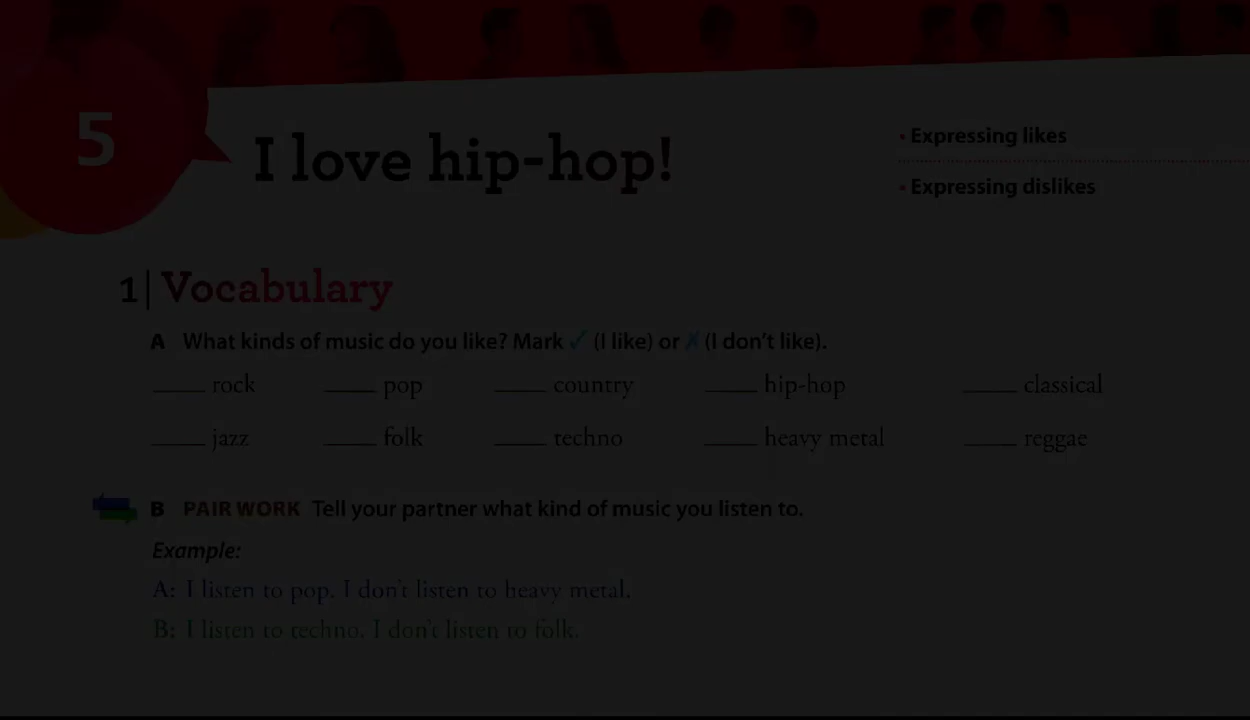 5
I love hip-hop!
• Expressing likes
• Expressing dislikes
1 | Vocabulary
A What kinds of music do you like? Mark ✓ (I like) or ✗ (I don't like).
____ rock ____ pop ____ country ____ hip-hop ____ classical
____ jazz ____ folk ____ techno ____ heavy metal ____ reggae
B PAIR WORK Tell your partner what kind of music you listen to.
Example:
A: I listen to pop. I don't listen to heavy metal.
B: I listen to techno. I don't listen to folk.